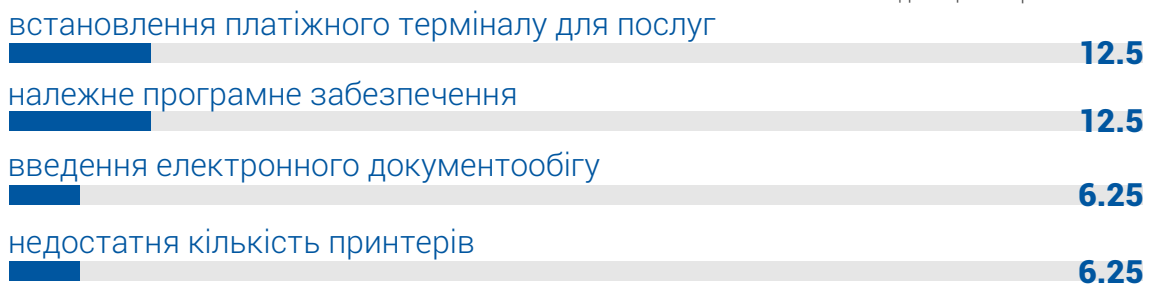 встановлення платіжного терміналу для послуг
12.5
належне програмне забезпечення
12.5
введення електронного документообігу
6.25
недостатня кількість принтерів
6.25